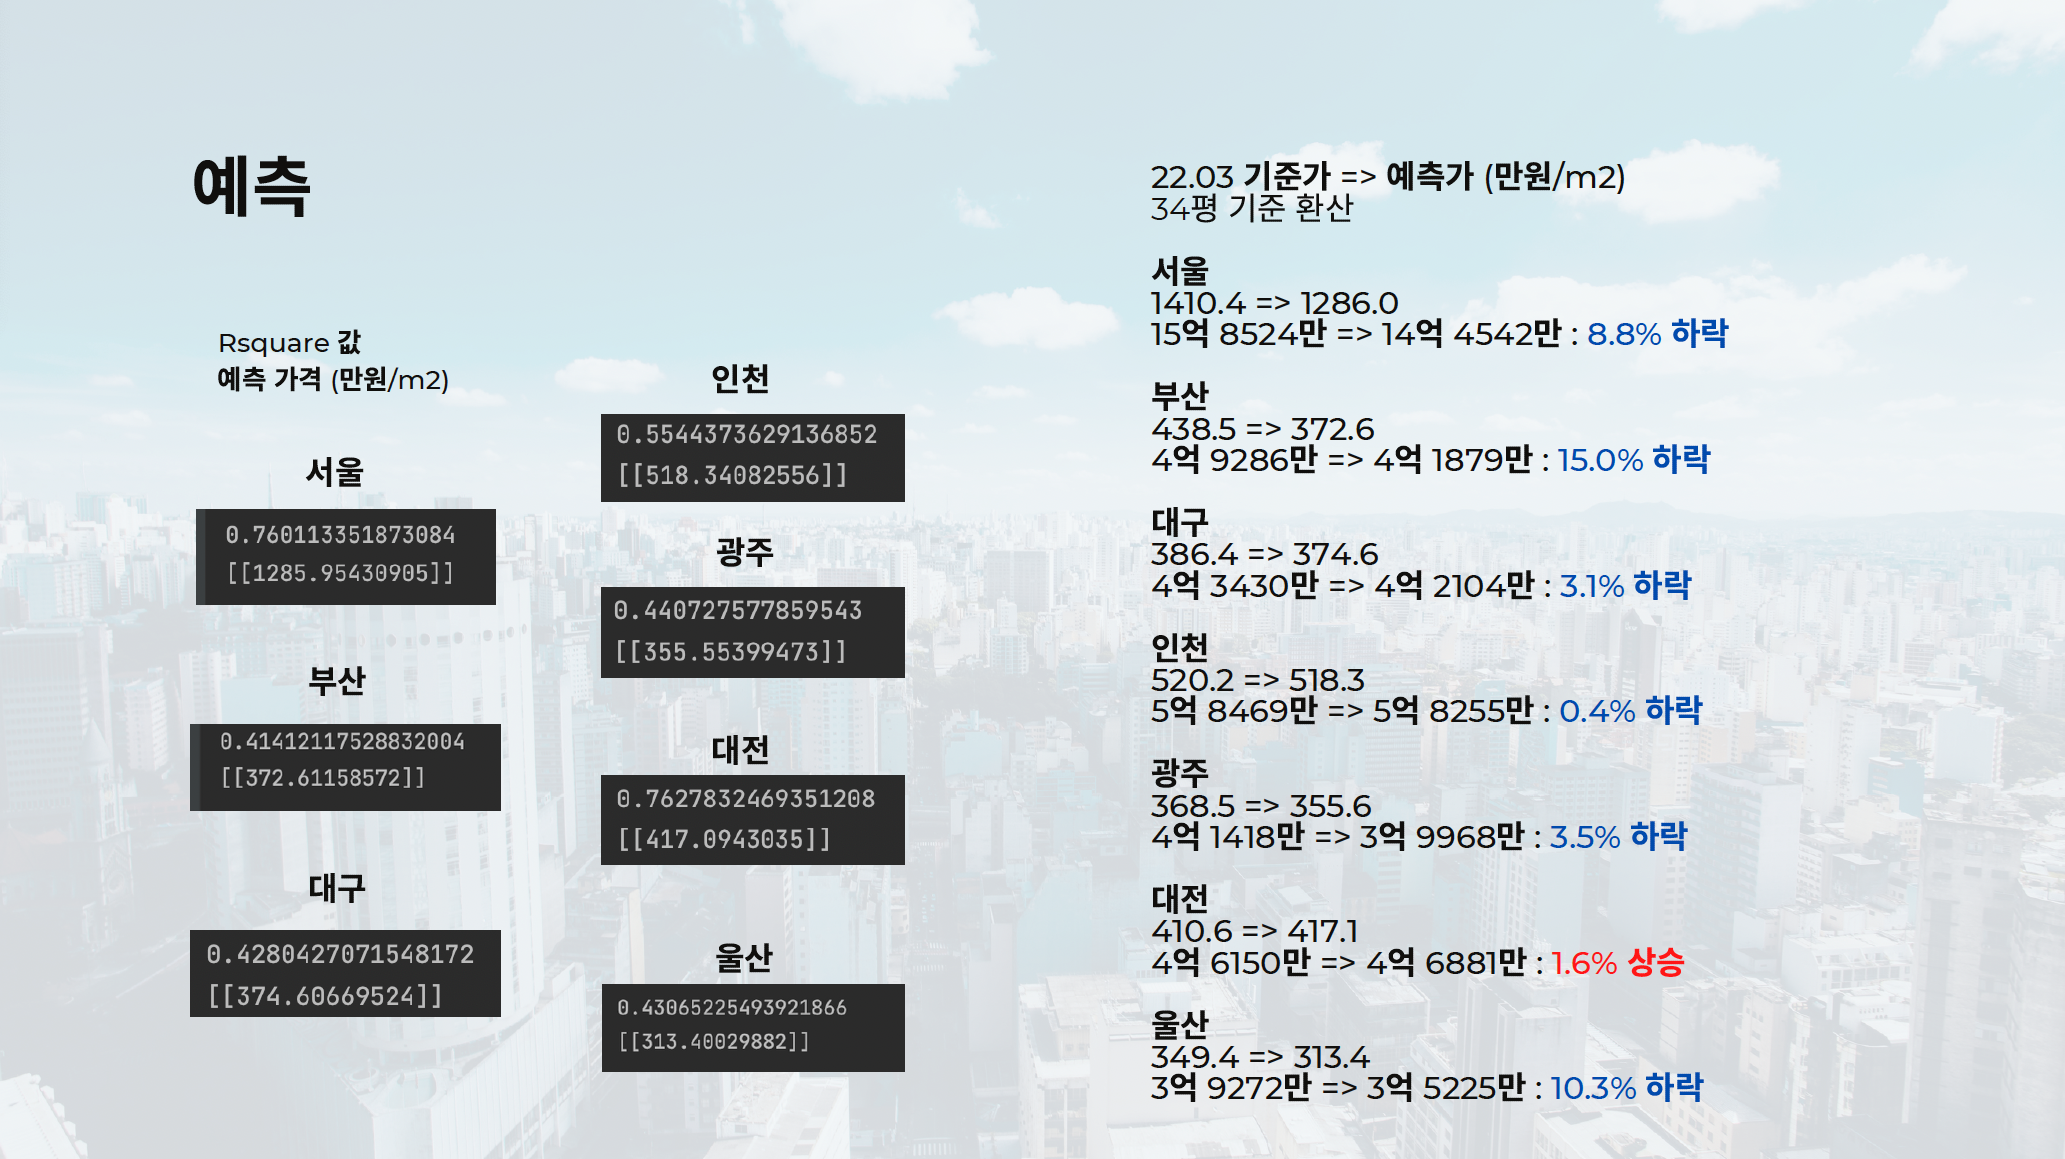 예측
Rsquare 값
예측 가격 (만원/m2)
서울
0.760113351873084
[[1285.95430905]]
부산
0.41412117528832004
[[372.61158572]]
대구
0.4280427071548172
[[374.60669524]]
인천
0.5544373629136852
[[518.34082556]]
광주
0.440727577859543
[[355.55399473]]
대전
0.7627832469351208
[[417.0943035]]
울산
0.43065225493921866
[[313.40029882]]
22.03 기준가 => 예측가 (만원/m2)
34평 기준 환산
서울
1410.4 => 1286.0
15억 8524만 => 14억 4542만 : 8.8% 하락
부산
438.5 => 372.6
4억 9286만 => 4억 1879만 : 15.0% 하락
대구
386.4 => 374.6
4억 3430만 => 4억 2104만 : 3.1% 하락
인천
520.2 => 518.3
5억 8469만 => 5억 8255만 : 0.4% 하락
광주
368.5 => 355.6
4억 1418만 => 3억 9968만 : 3.5% 하락
대전
410.6 => 417.1
4억 6150만 => 4억 6881만 : 1.6% 상승
울산
349.4 => 313.4
3억 9272만 => 3억 5225만 : 10.3% 하락